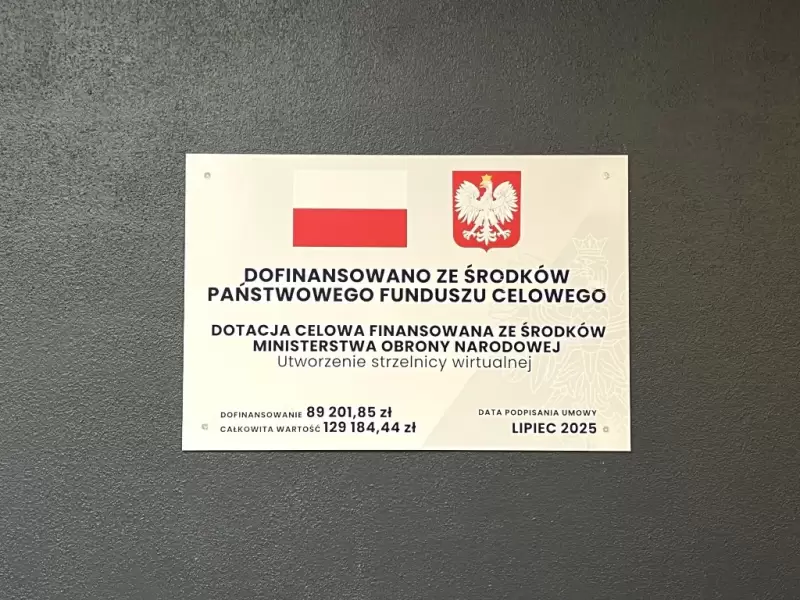 DOFINANSOWANO ZE ŚRODKÓW
PAŃSTWOWEGO FUNDUSZU CELOWEGO
DOTACJA CELOWA FINANSOWANA ZE ŚRODKÓW
MINISTERSTWA OBRONY NARODOWEJ
Utworzenie strzelnicy wirtualnej
DOFINANSOWANIE 89 201,85 zł
CAŁKOWITA WARTOŚĆ 129 184,44 zł
DATA PODPISANIA UMOWY
LIPIEC 2025